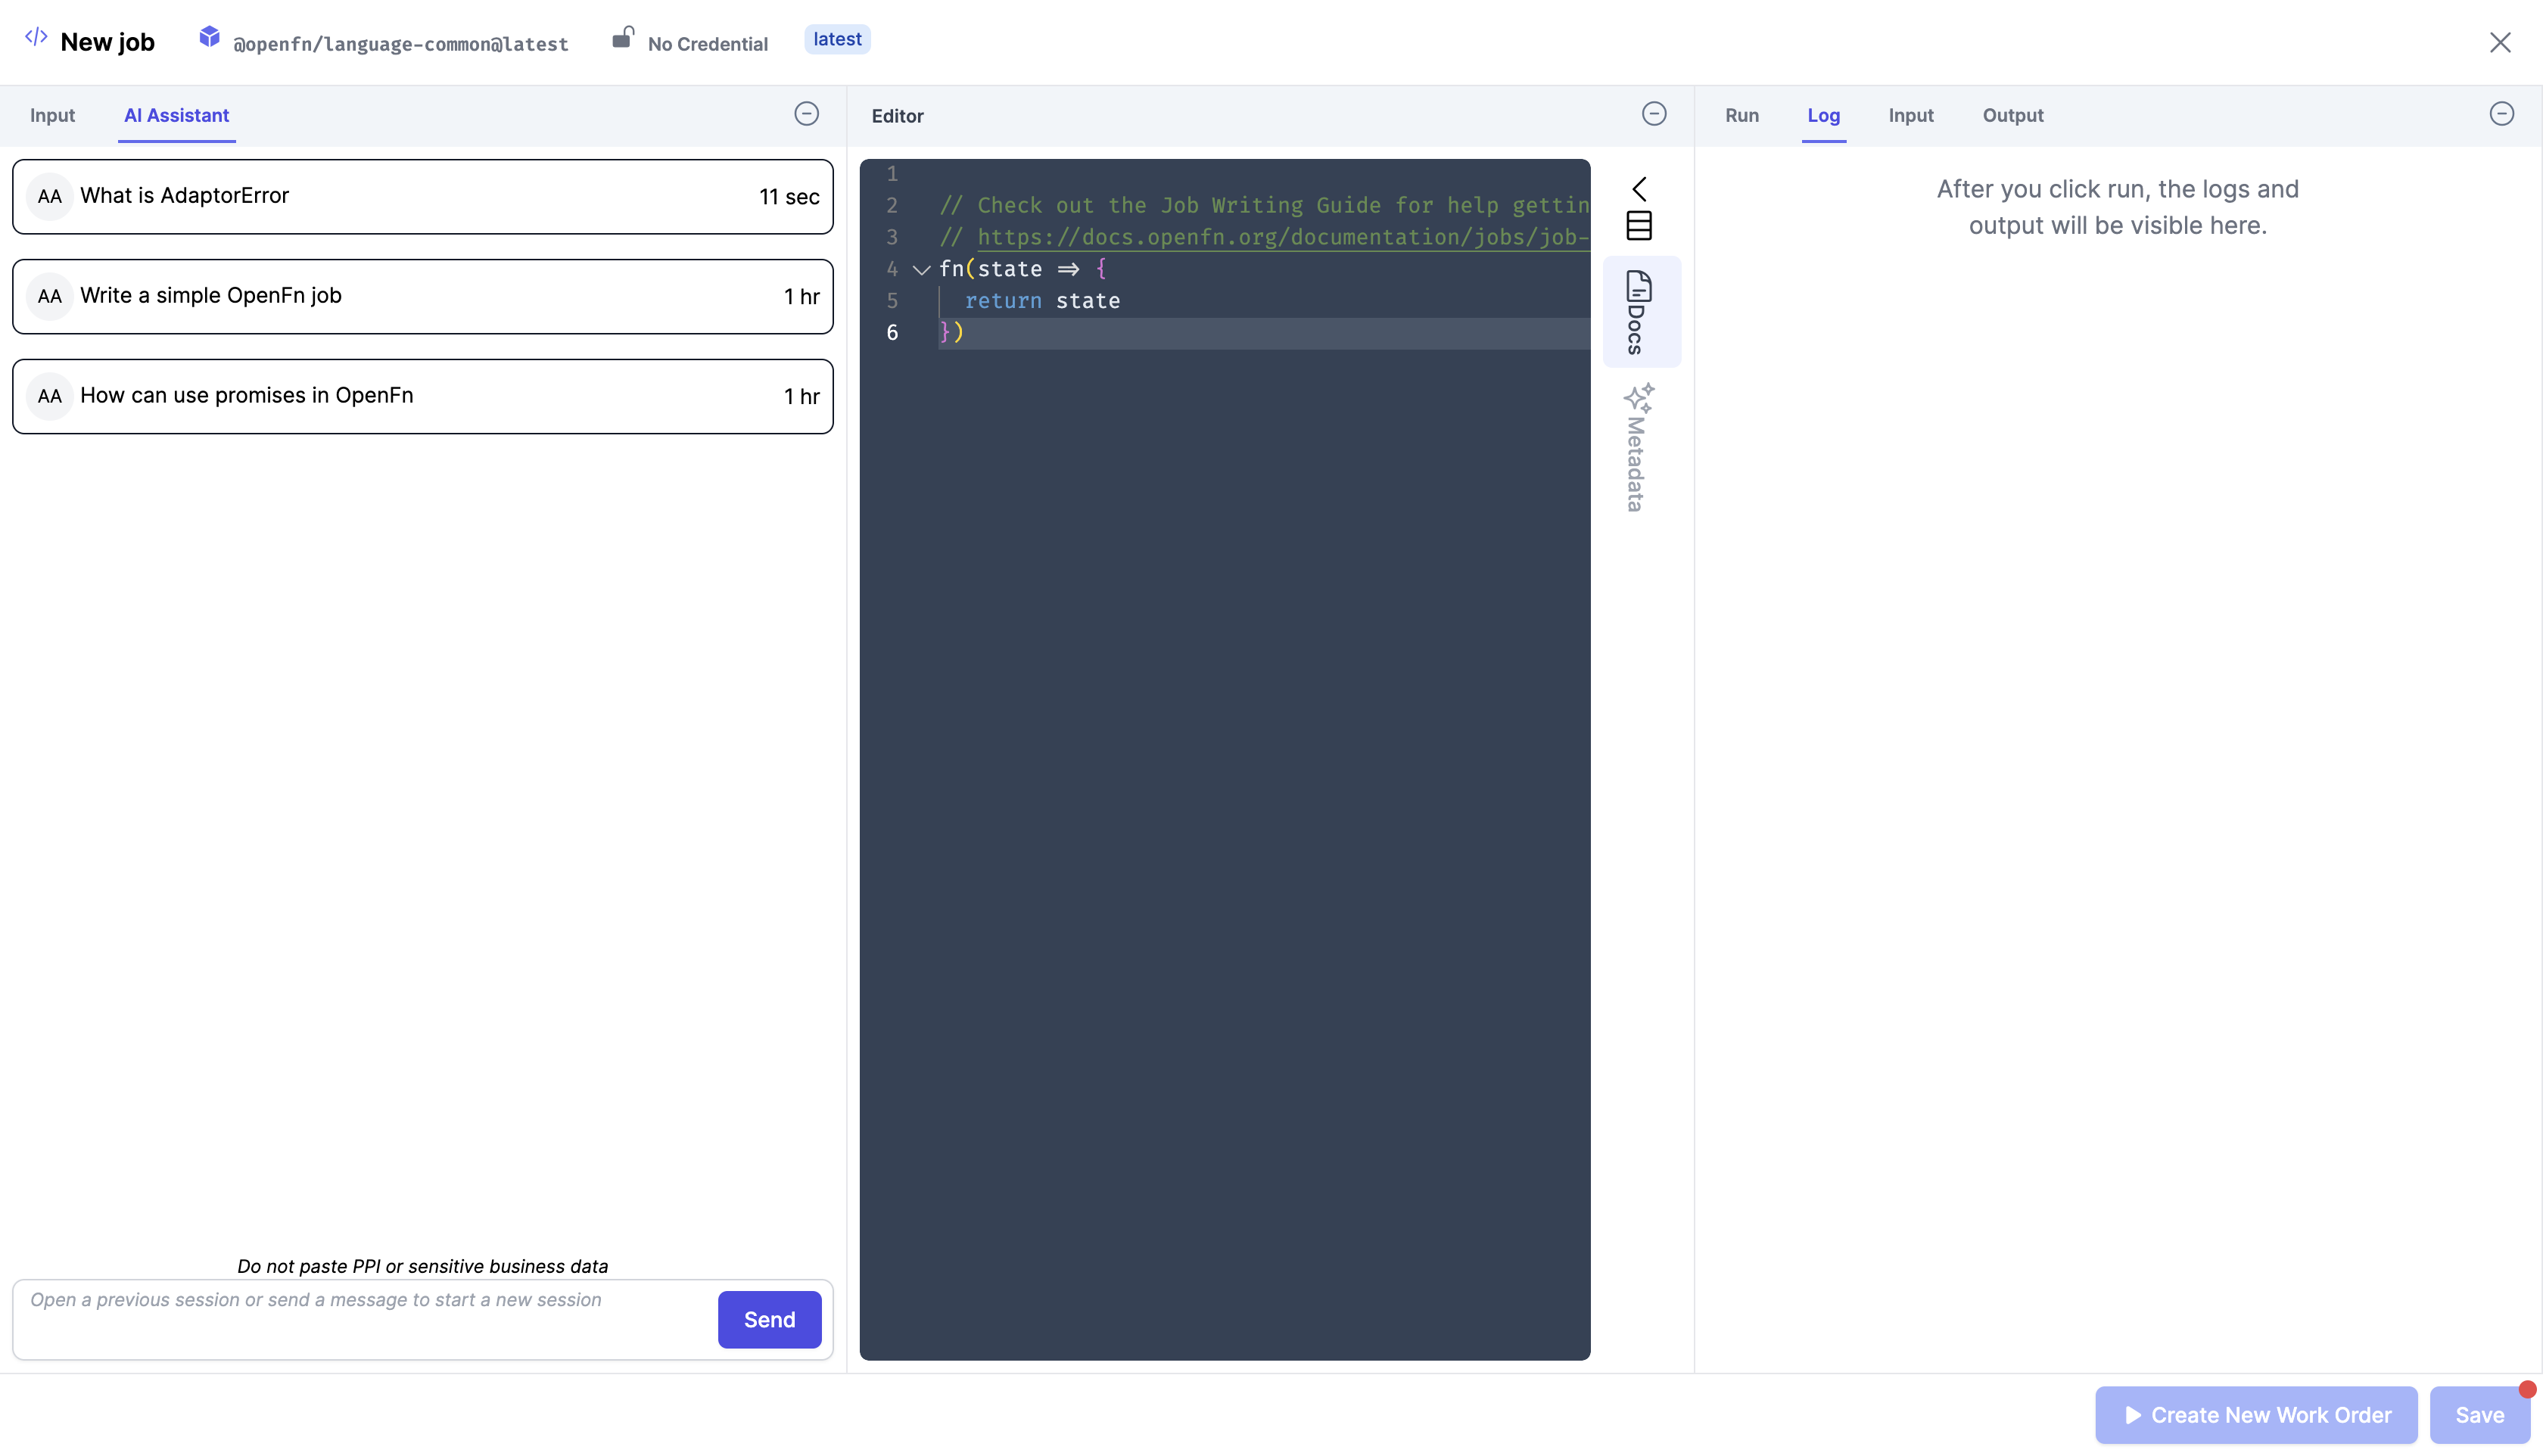 </> New job @openfn/language-common@latest No Credential latest
Input AI Assistant
AA What is AdaptorError 11 sec
AA Write a simple OpenFn job 1 hr
AA How can use promises in OpenFn 1 hr
Do not paste PPI or sensitive business data
Open a previous session or send a message to start a new session
Send
Editor
1
2 // Check out the Job Writing Guide for help gettin
3 // https://docs.openfn.org/documentation/jobs/job-
4 fn(state => {
5 return state
6 })
Docs
Metadata
Run Log Input Output
After you click run, the logs and
output will be visible here.
Create New Work Order Save